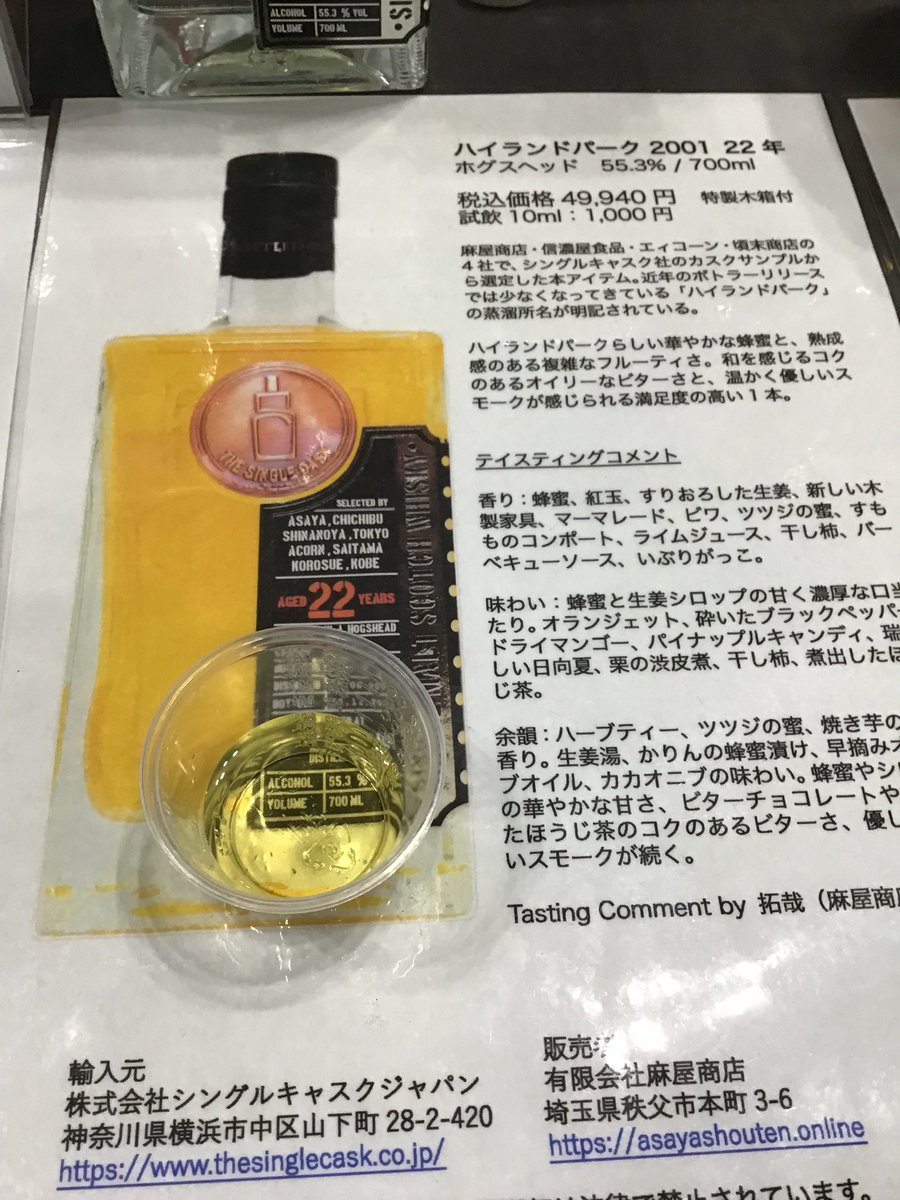 ALCOHOL 55.3 % VOL
VOLUME 700 ML
ハイランドパーク 2001 22 年
ホグスヘッド 55.3% / 700ml
税込価格 49,940 円 特製木箱付
試飲 10ml：1,000 円
麻屋商店・信濃屋食品・エイコーン・頃末商店の
4 社で、シングルキャスク社のカスクサンプルか
ら選定した本アイテム。近年のボトラーリリース
では少なくなってきている「ハイランドパーク」
の蒸溜所名が明記されている。
ハイランドパークらしい華やかな蜂蜜と、熟成
感のある複雑なフルーティさ。和を感じるコク
のあるオイリーなビターさと、温かく優しいス
モークが感じられる満足度の高い 1 本。
テイスティングコメント
香り：蜂蜜、紅玉、すりおろした生姜、新しい木
製家具、マーマレード、ビワ、ツツジの蜜、すも
ものコンポート、ライムジュース、干し柿、バー
ベキューソース、いぶりがっこ。
味わい：蜂蜜と生姜シロップの甘く濃厚な口当
たり。オランジェット、砕いたブラックペッパー
ドライマンゴー、パイナップルキャンディ、瑞
しい日向夏、栗の渋皮煮、干し柿、煮出したほ
じ茶。
余韻：ハーブティー、ツツジの蜜、焼き芋の
香り。生姜湯、かりんの蜂蜜漬け、早摘みオ
ブオイル、カカオニブの味わい。蜂蜜やシ
の華やかな甘さ、ビターチョコレートや
たほうじ茶のコクのあるビターさ、優し
いスモークが続く。
Tasting Comment by 拓哉（麻屋商
THE SINGLE CASK
SELECTED BY
ASAYA, CHICHIBU
SHINANOYA, TOKYO
ACORN, SAITAMA
KOROSUE, KOBE
AGED 22 YEARS
A HOGSHEAD
ALCOHOL 55.3 %
VOLUME 700 ML
輸入元
株式会社シングルキャスクジャパン
神奈川県横浜市中区山下町 28-2-420
https://www.thesinglecask.co.jp/
販売
有限会社麻屋商店
埼玉県秩父市本町 3-6
https://asayashouten.online
は法律で禁止されています。